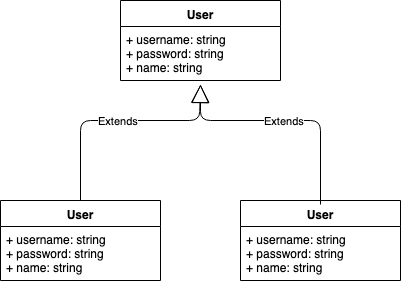 User
+ username: string
+ password: string
+ name: string
Extends
Extends
User
+ username: string
+ password: string
+ name: string
User
+ username: string
+ password: string
+ name: string